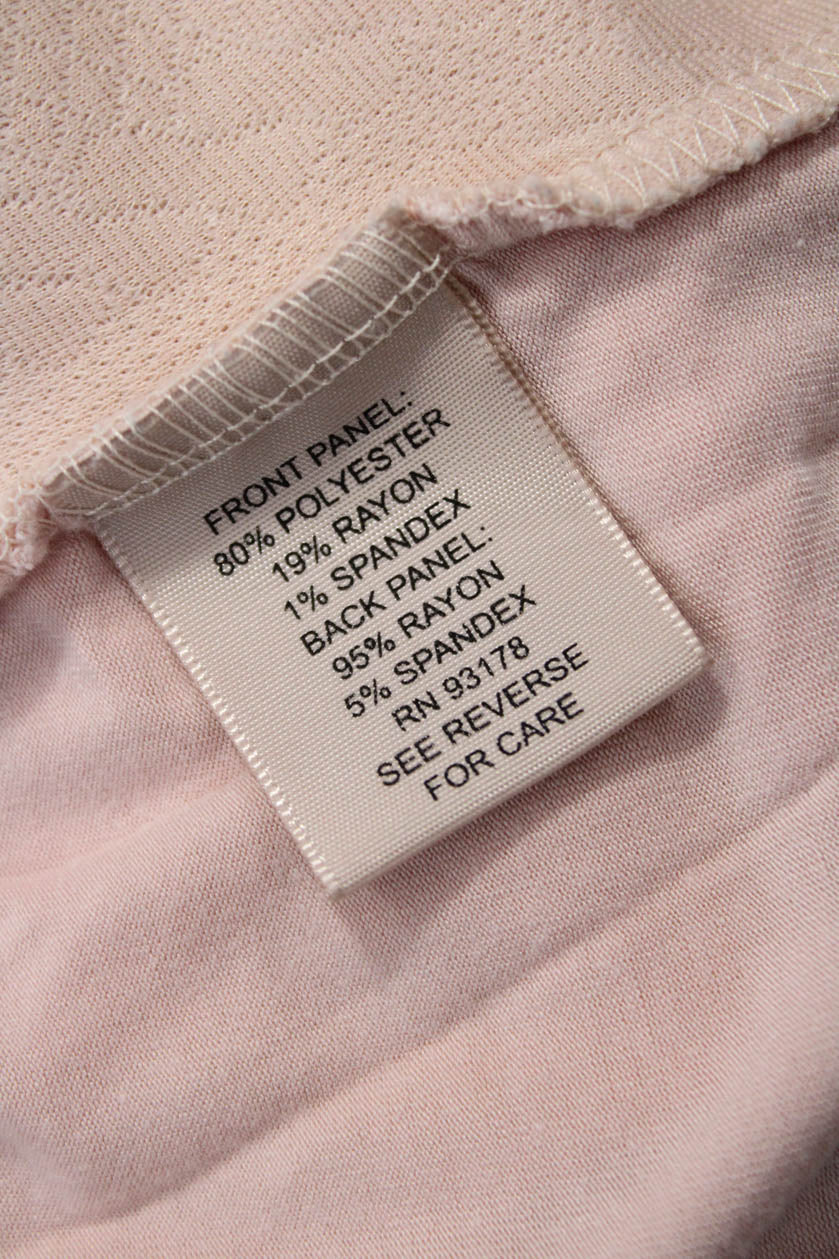 FRONT PANEL:
80% POLYESTER
19% RAYON
1% SPANDEX
BACK PANEL:
95% RAYON
5% SPANDEX
RN 93178
SEE REVERSE
FOR CARE